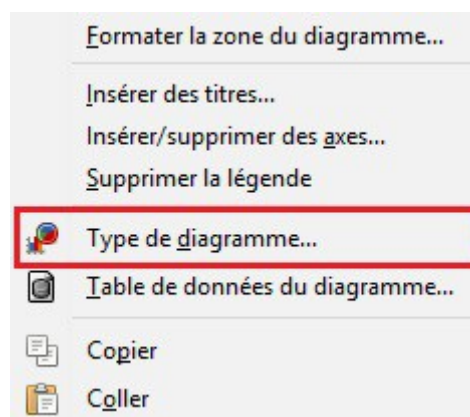 Formater la zone du diagramme...
Insérer des titres...
Insérer/supprimer des axes...
Supprimer la légende
Type de diagramme...
Table de données du diagramme...
Copier
Coller